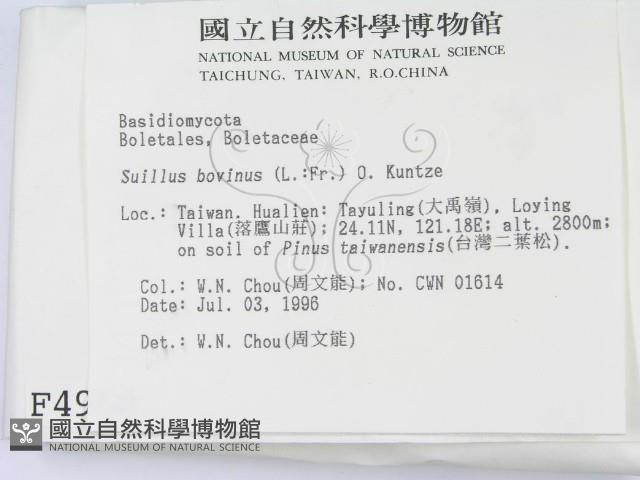 國立自然科學博物館
NATIONAL MUSEUM OF NATURAL SCIENCE
TAICHUNG, TAIWAN, R.O.CHINA
Basidiomycota
Boletales, Boletaceae
Suillus bovinus (L.:Fr.) O. Kuntze
Loc.: Taiwan. Hualien: Tayuling(大禹嶺), Loying
Villa(落鷹山莊); 24.11N, 121.18E; alt. 2800m;
on soil of Pinus taiwanensis(台灣二葉松).
Col.: W.N. Chou(周文能); No. CWN 01614
Date: Jul. 03, 1996
Det.: W.N. Chou(周文能)
F49
國立自然科學博物館
NATIONAL MUSEUM OF NATURAL SCIENCE